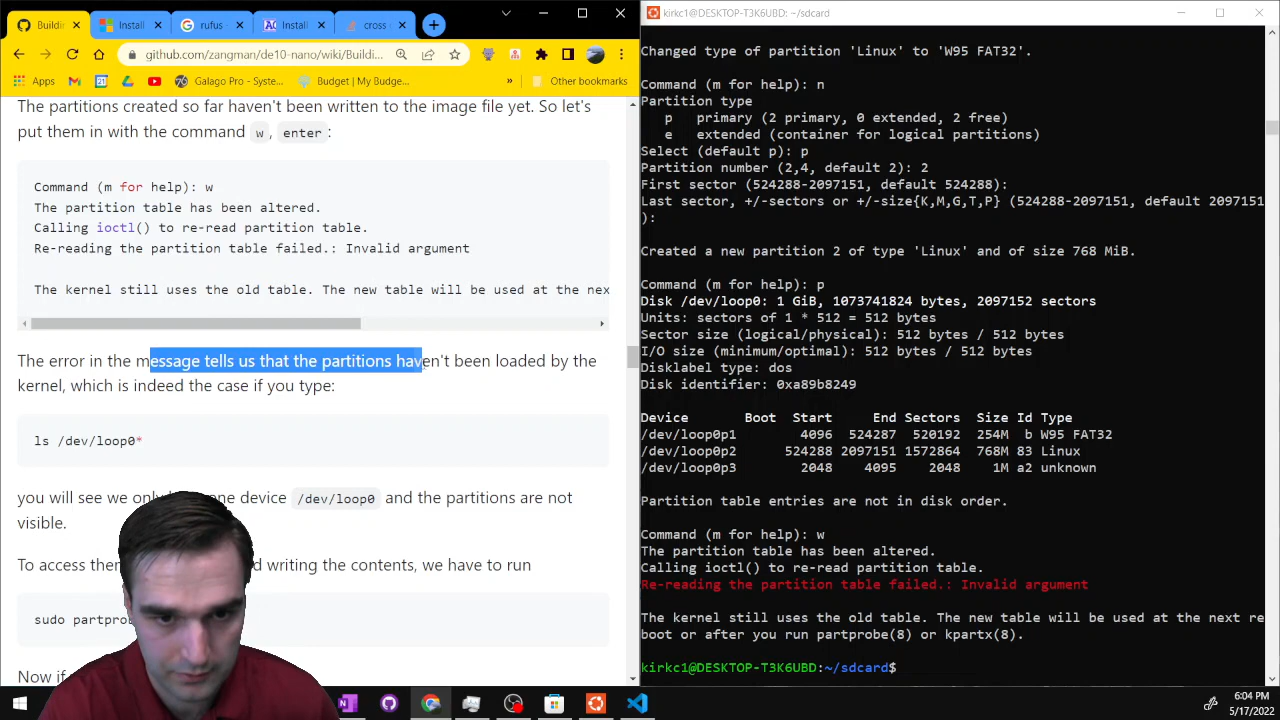 Buildi
Install
rufus -
Install
cross
github.com/zangman/de10-nano/wiki/Buildi...
Apps
Galago Pro - Syste...
Budget | My Budge...
»
Other bookmarks
The partitions created so far haven't been written to the image file yet. So let's
put them in with the command w , enter :
Command (m for help): w
The partition table has been altered.
Calling ioctl() to re-read partition table.
Re-reading the partition table failed.: Invalid argument
The kernel still uses the old table. The new table will be used at the nex
The error in the message tells us that the partitions haven't been loaded by the
kernel, which is indeed the case if you type:
ls /dev/loop0*
you will see we only one device /dev/loop0 and the partitions are not
visible.
To access then d writing the contents, we have to run
sudo partprob
Now if
kirkc1@DESKTOP-T3K6UBD: ~/sdcard
Changed type of partition 'Linux' to 'W95 FAT32'.
Command (m for help): n
Partition type
p primary (2 primary, 0 extended, 2 free)
e extended (container for logical partitions)
Select (default p): p
Partition number (2,4, default 2): 2
First sector (524288-2097151, default 524288):
Last sector, +/-sectors or +/-size{K,M,G,T,P} (524288-2097151, default 2097151
):
Created a new partition 2 of type 'Linux' and of size 768 MiB.
Command (m for help): p
Disk /dev/loop0: 1 GiB, 1073741824 bytes, 2097152 sectors
Units: sectors of 1 * 512 = 512 bytes
Sector size (logical/physical): 512 bytes / 512 bytes
I/O size (minimum/optimal): 512 bytes / 512 bytes
Disklabel type: dos
Disk identifier: 0xa89b8249
Device Boot Start End Sectors Size Id Type
/dev/loop0p1 4096 524287 520192 254M b W95 FAT32
/dev/loop0p2 524288 2097151 1572864 768M 83 Linux
/dev/loop0p3 2048 4095 2048 1M a2 unknown
Partition table entries are not in disk order.
Command (m for help): w
The partition table has been altered.
Calling ioctl() to re-read partition table.
Re-reading the partition table failed.: Invalid argument
The kernel still uses the old table. The new table will be used at the next re
boot or after you run partprobe(8) or kpartx(8).
kirkc1@DESKTOP-T3K6UBD:~/sdcard$
6:04 PM
5/17/2022